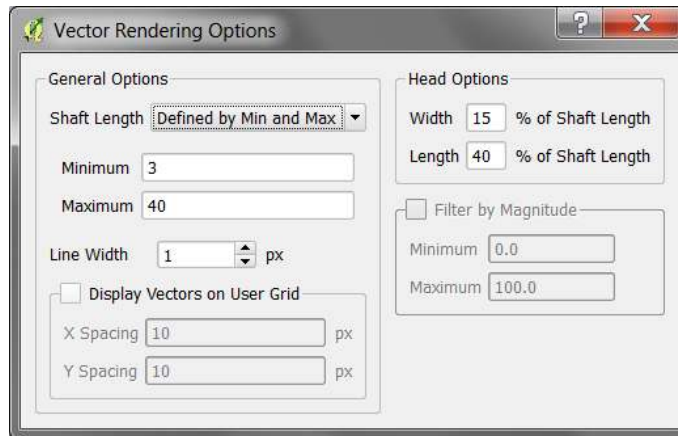 Vector Rendering Options
General Options
Shaft Length Defined by Min and Max
Minimum 3
Maximum 40
Line Width 1 px
Display Vectors on User Grid
X Spacing 10 px
Y Spacing 10 px
Head Options
Width 15 % of Shaft Length
Length 40 % of Shaft Length
Filter by Magnitude
Minimum 0.0
Maximum 100.0